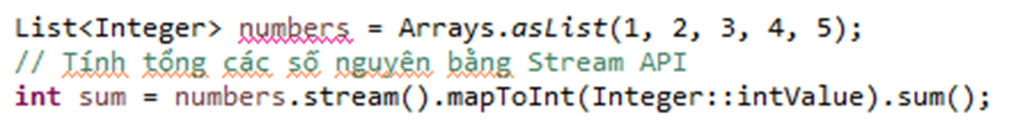 List<Integer> numbers = Arrays.asList(1, 2, 3, 4, 5);
// Tính tổng các số nguyên bằng Stream API
int sum = numbers.stream().mapToInt(Integer::intValue).sum();